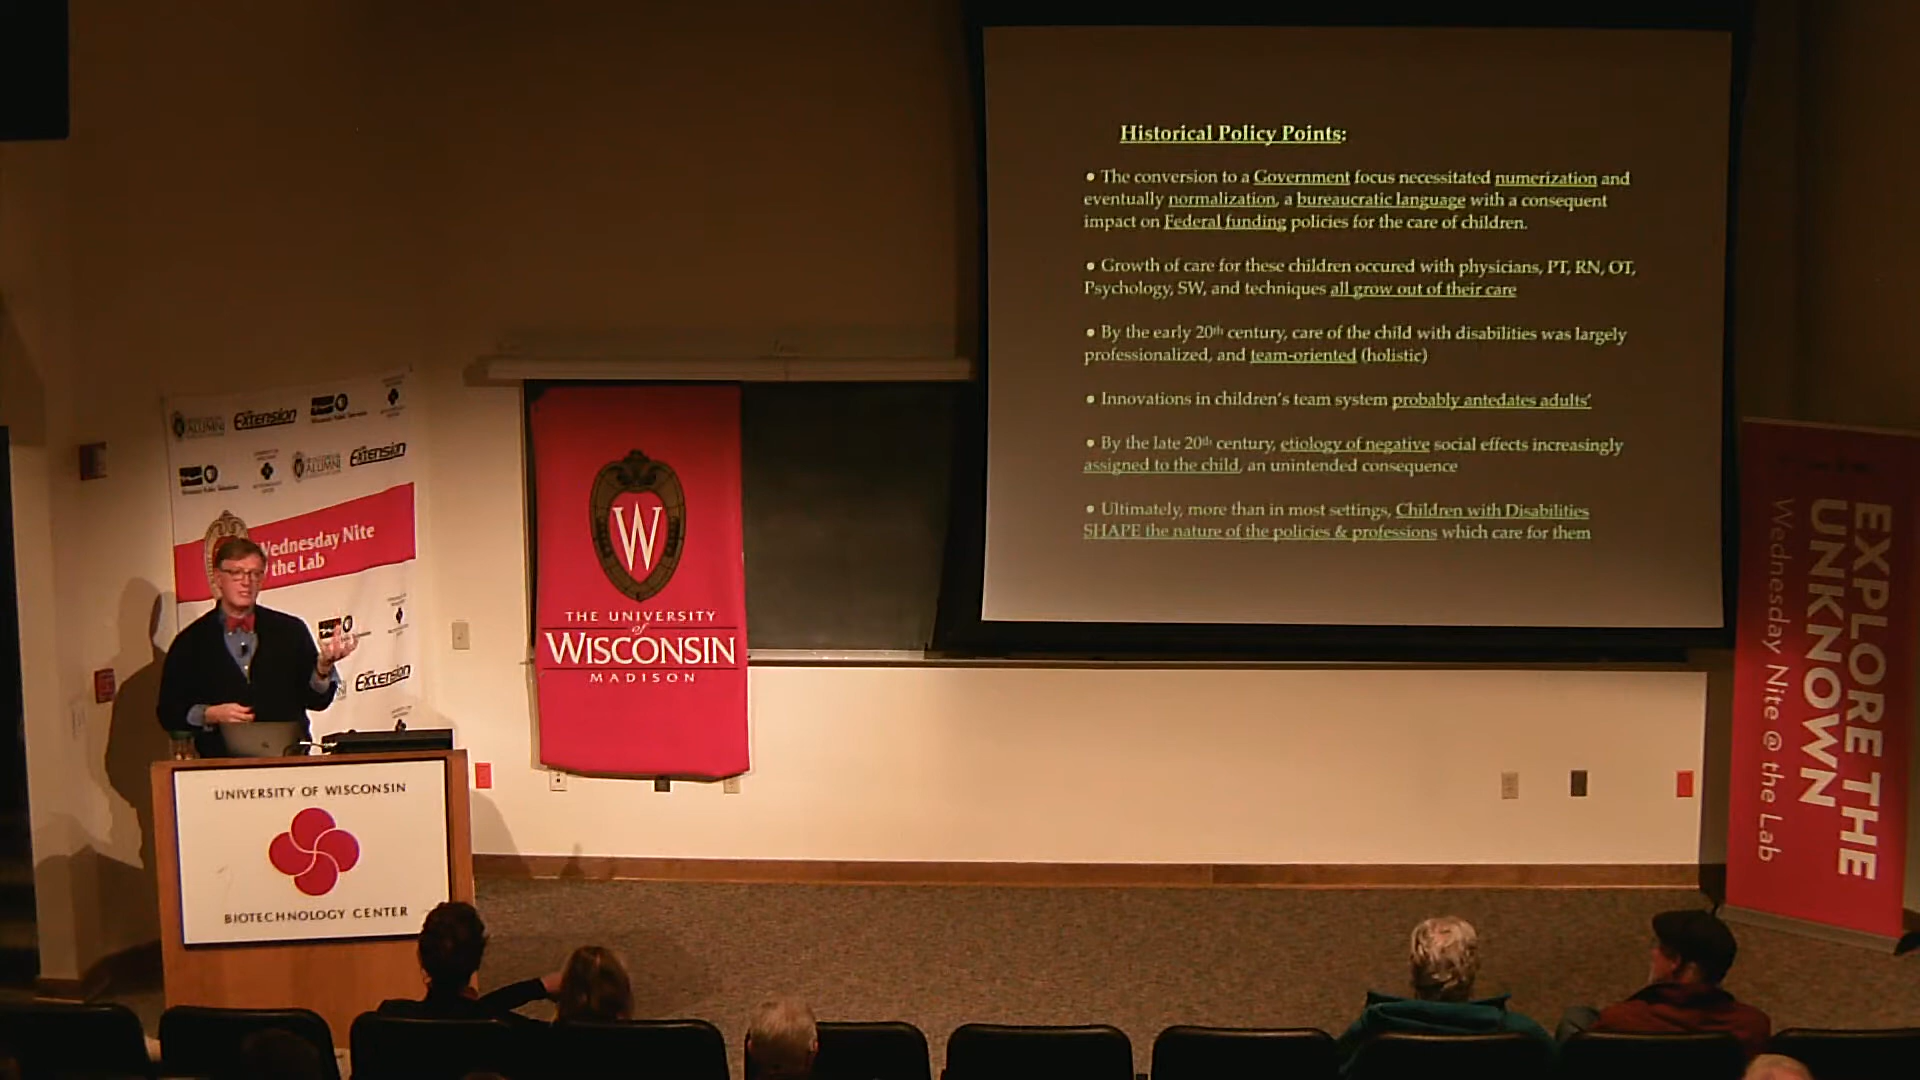 Historical Policy Points:
● The conversion to a Government focus necessitated numerization and
eventually normalization, a bureaucratic language with a consequent
impact on Federal funding policies for the care of children.
● Growth of care for these children occured with physicians, PT, RN, OT,
Psychology, SW, and techniques all grow out of their care
● By the early 20th century, care of the child with disabilities was largely
professionalized, and team-oriented (holistic)
● Innovations in children's team system probably antedates adults'
● By the late 20th century, etiology of negative social effects increasingly
assigned to the child, an unintended consequence
● Ultimately, more than in most settings, Children with Disabilities
SHAPE the nature of the policies & professions which care for them
ALUMNI
Extension
ALUMNI
Extension
Wednesday Nite
the Lab
Extension
W
THE UNIVERSITY
of
WISCONSIN
MADISON
UNIVERSITY OF WISCONSIN
BIOTECHNOLOGY CENTER
EXPLORE THE
UNKNOWN
Wednesday Nite @ the Lab